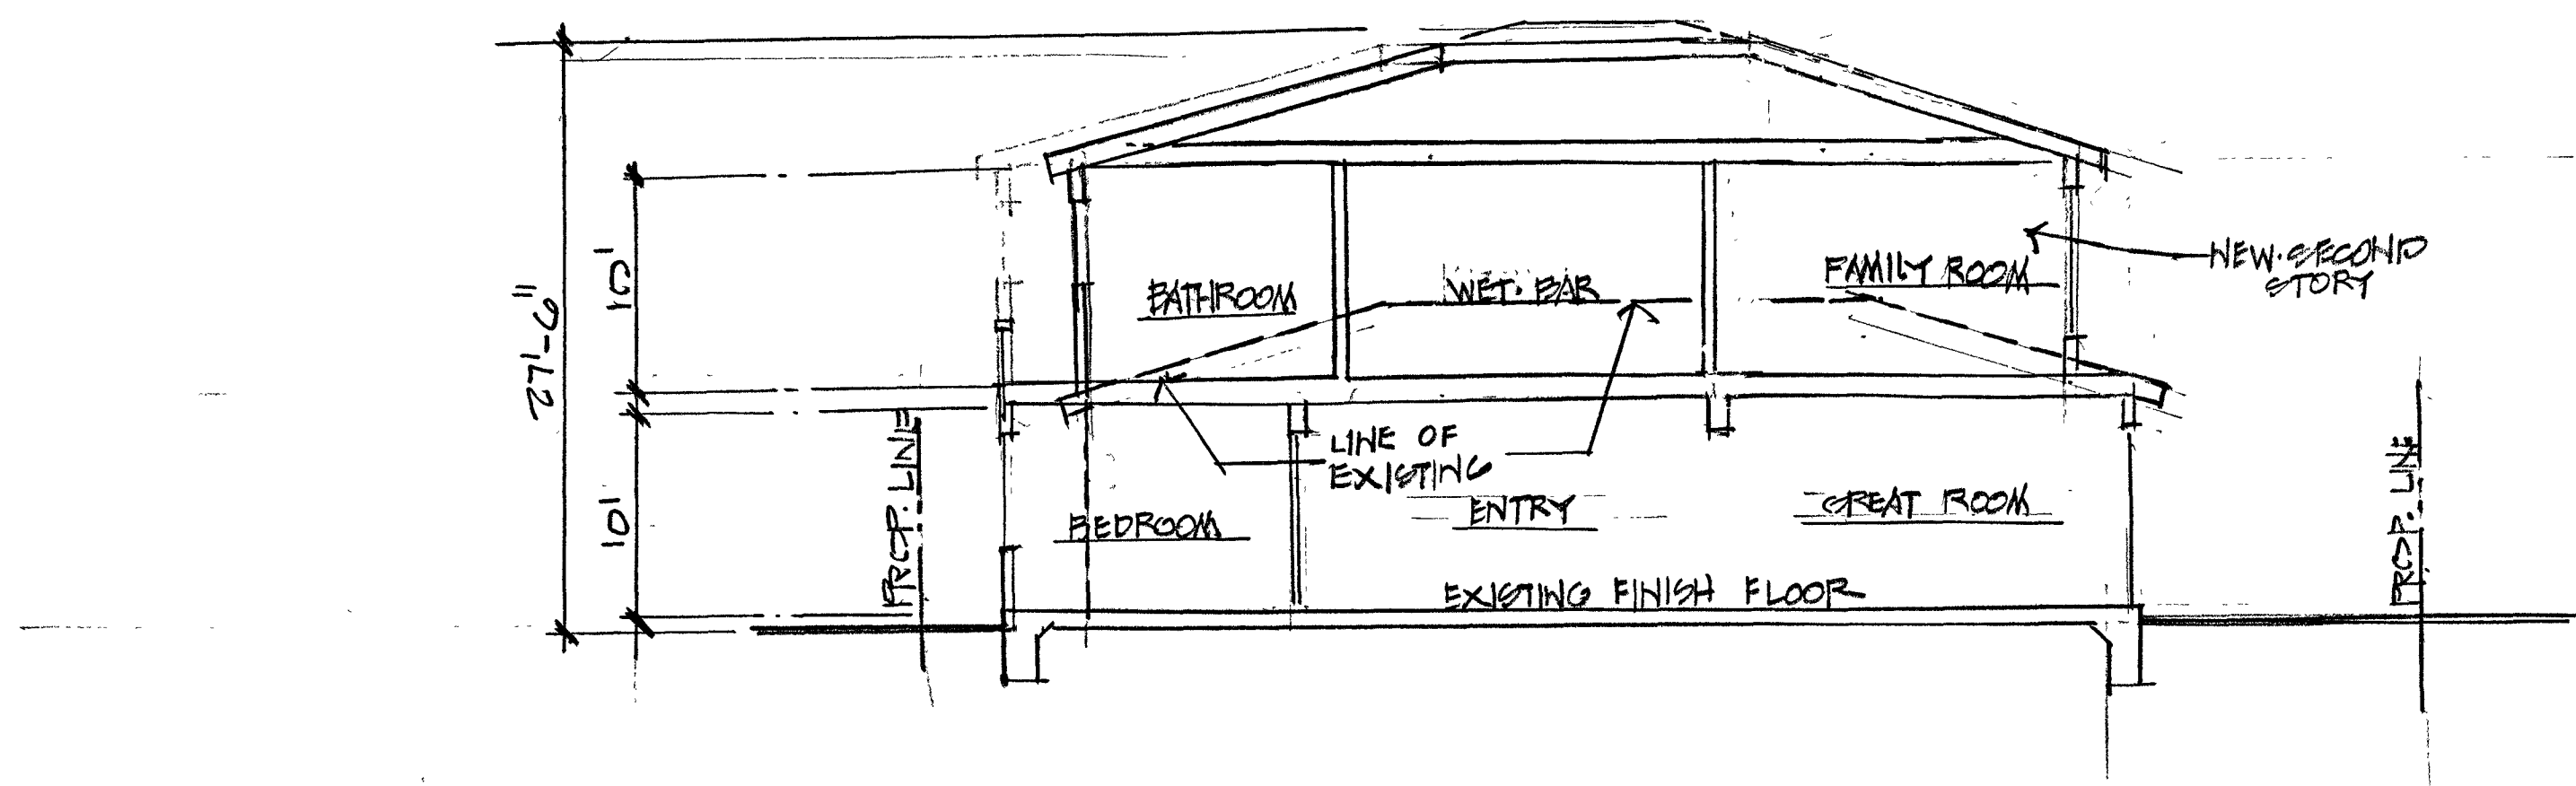 27'-6"
10'
10'
PROP. LINE
BATHROOM
WET. BAR
FAMILY ROOM
NEW. SECOND
STORY
LINE OF
EXISTING
BEDROOM
ENTRY
GREAT ROOM
EXISTING FINISH FLOOR
PROP. LINE